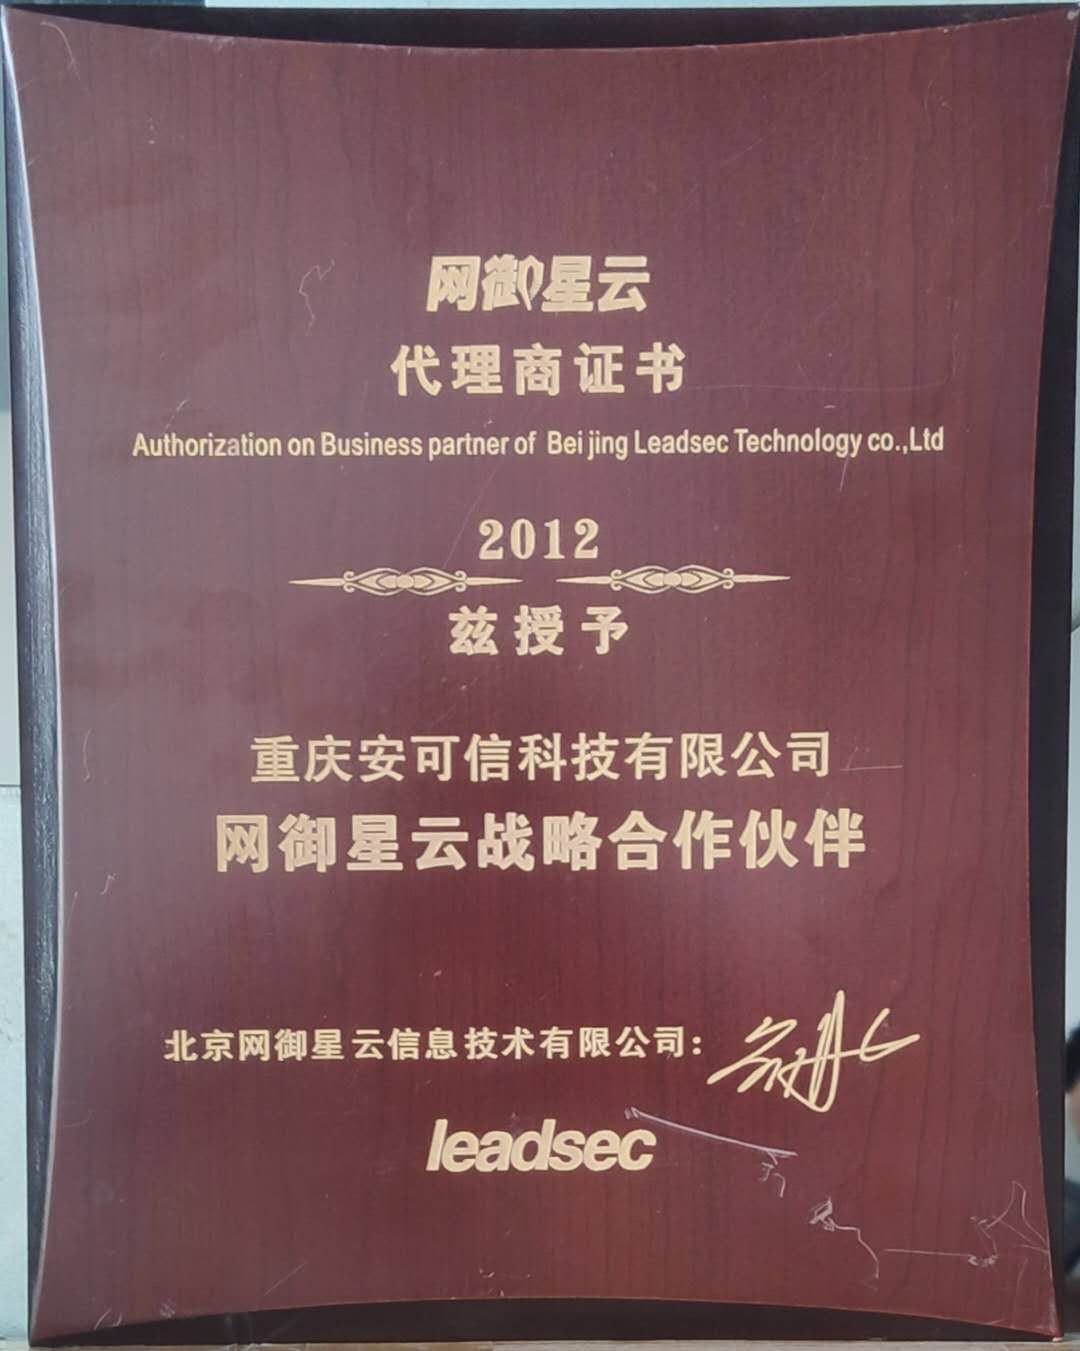 网御星云
代理商证书
Authorization on Business partner of Bei jing Leadsec Technology co.,Ltd
2012
兹授予
重庆安可信科技有限公司
网御星云战略合作伙伴
北京网御星云信息技术有限公司:
leadsec